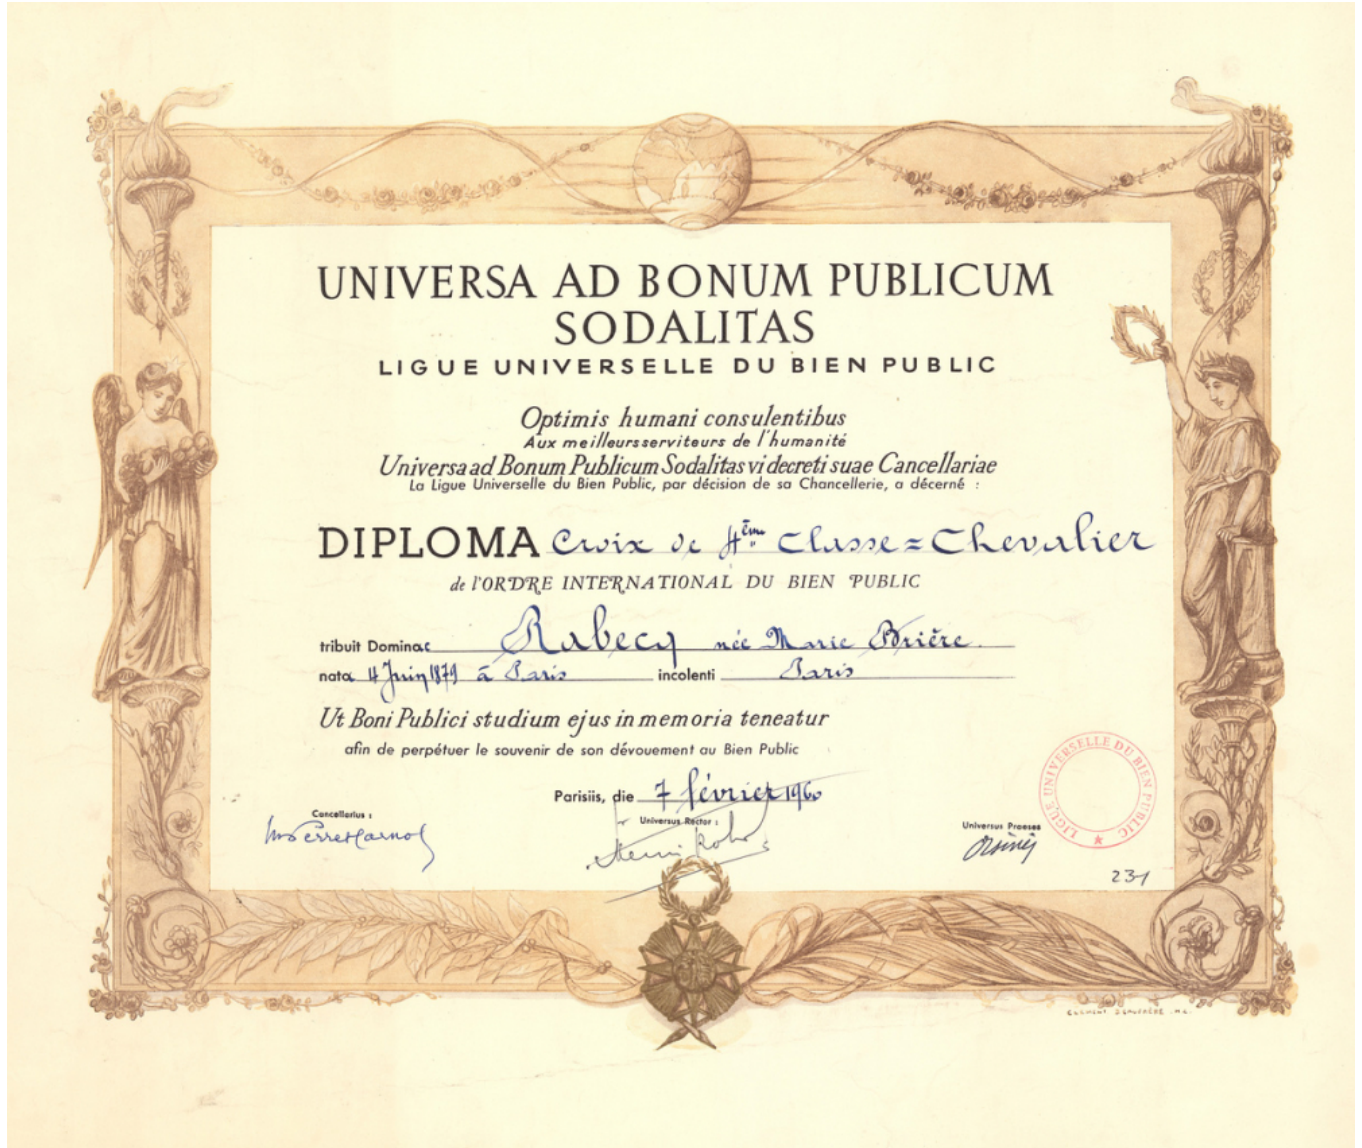 UNIVERSA AD BONUM PUBLICUM
SODALITAS
LIGUE UNIVERSELLE DU BIEN PUBLIC
Optimis humani consulentibus
Aux meilleurs serviteurs de l'humanité
Universa ad Bonum Publicum Sodalitas vi decreti suae Cancellariae
La Ligue Universelle du Bien Public, par décision de sa Chancellerie, a décerné :
DIPLOMA Croix de 4ème Classe = Chevalier
de l'ORDRE INTERNATIONAL DU BIEN PUBLIC
tribuit Dominae Rabecq née Marie Brière.
nata 4 Juin 1879 à Paris incolenti Paris
Ut Boni Publici studium ejus in memoria teneatur
afin de perpétuer le souvenir de son dévouement au Bien Public
Parisiis, die 7 février 1960
Cancellarius :
Universus Rector :
Universus Praeses
LIGUE UNIVERSELLE DU BIEN PUBLIC
231